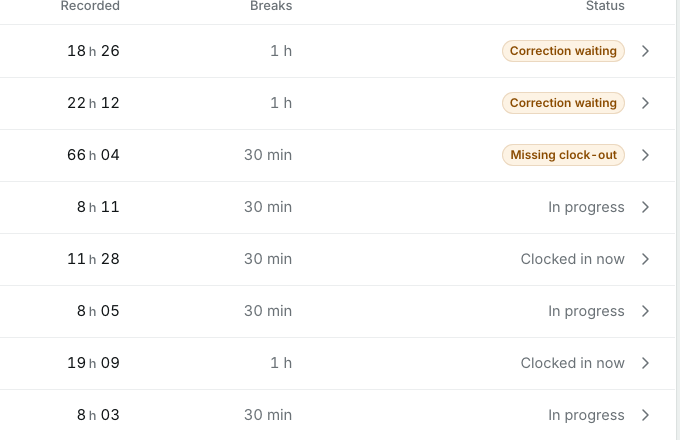 Recorded Breaks Status
18 h 26 1 h Correction waiting
22 h 12 1 h Correction waiting
66 h 04 30 min Missing clock-out
8 h 11 30 min In progress
11 h 28 30 min Clocked in now
8 h 05 30 min In progress
19 h 09 1 h Clocked in now
8 h 03 30 min In progress